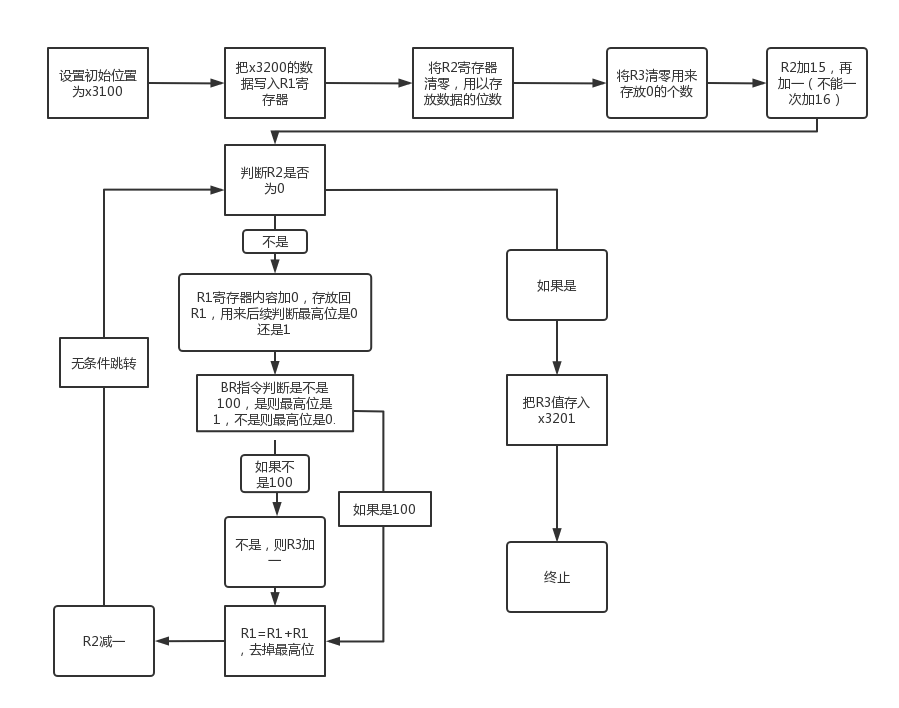 设置初始位置
为x3100
把x3200的数
据写入R1寄
存器
将R2寄存器
清零，用以存
放数据的位数
将R3清零用来
存放0的个数
R2加15，再
加一（不能一
次加16）
判断R2是否
为0
不是
R1寄存器内容加0，存放回
R1，用来后续判断最高位是0
还是1
BR指令判断是不是
100，是则最高位是
1，不是则最高位是0.
如果不
是100
不是，则R3加
一
R1=R1+R1
，去掉最高位
如果是100
R2减一
无条件跳转
如果是
把R3值存入
x3201
终止